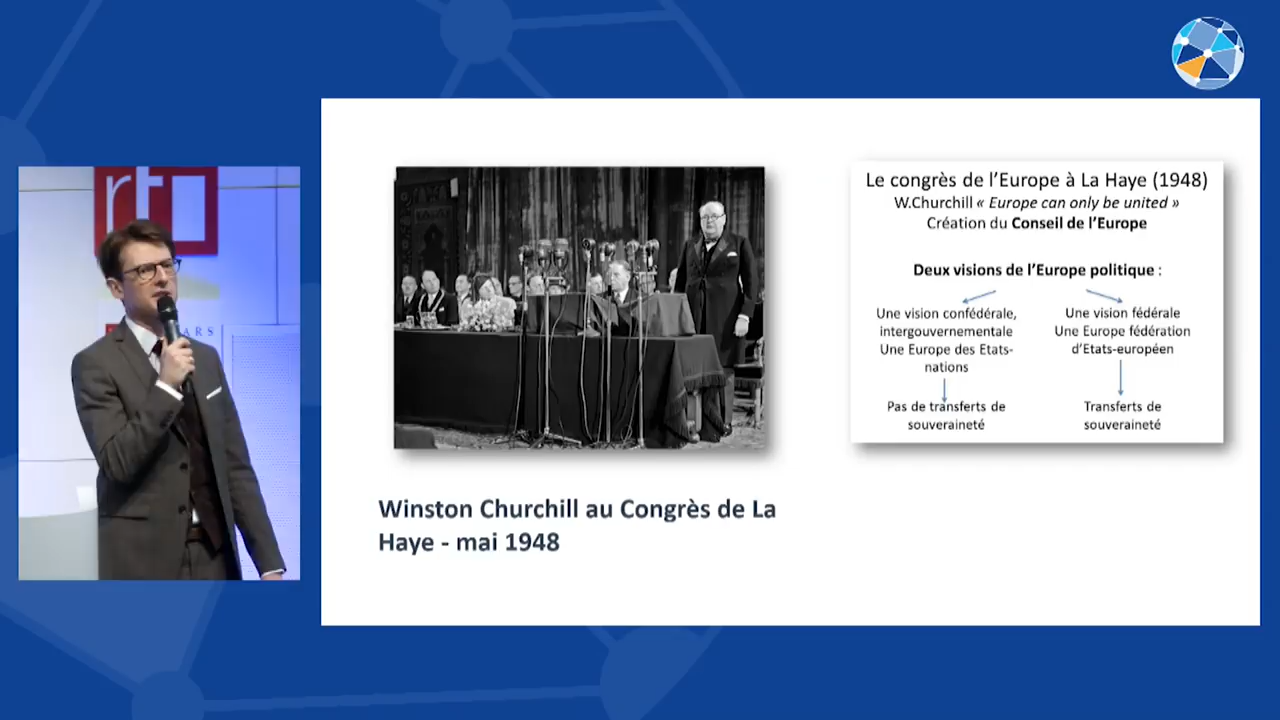 rt
ARS
Winston Churchill au Congrès de La
Haye - mai 1948
Le congrès de l'Europe à La Haye (1948)
W.Churchill « Europe can only be united »
Création du Conseil de l'Europe
Deux visions de l'Europe politique :
Une vision confédérale,
intergouvernementale
Une Europe des Etats-
nations
Pas de transferts de
souveraineté
Une vision fédérale
Une Europe fédération
d'Etats-européen
Transferts de
souveraineté